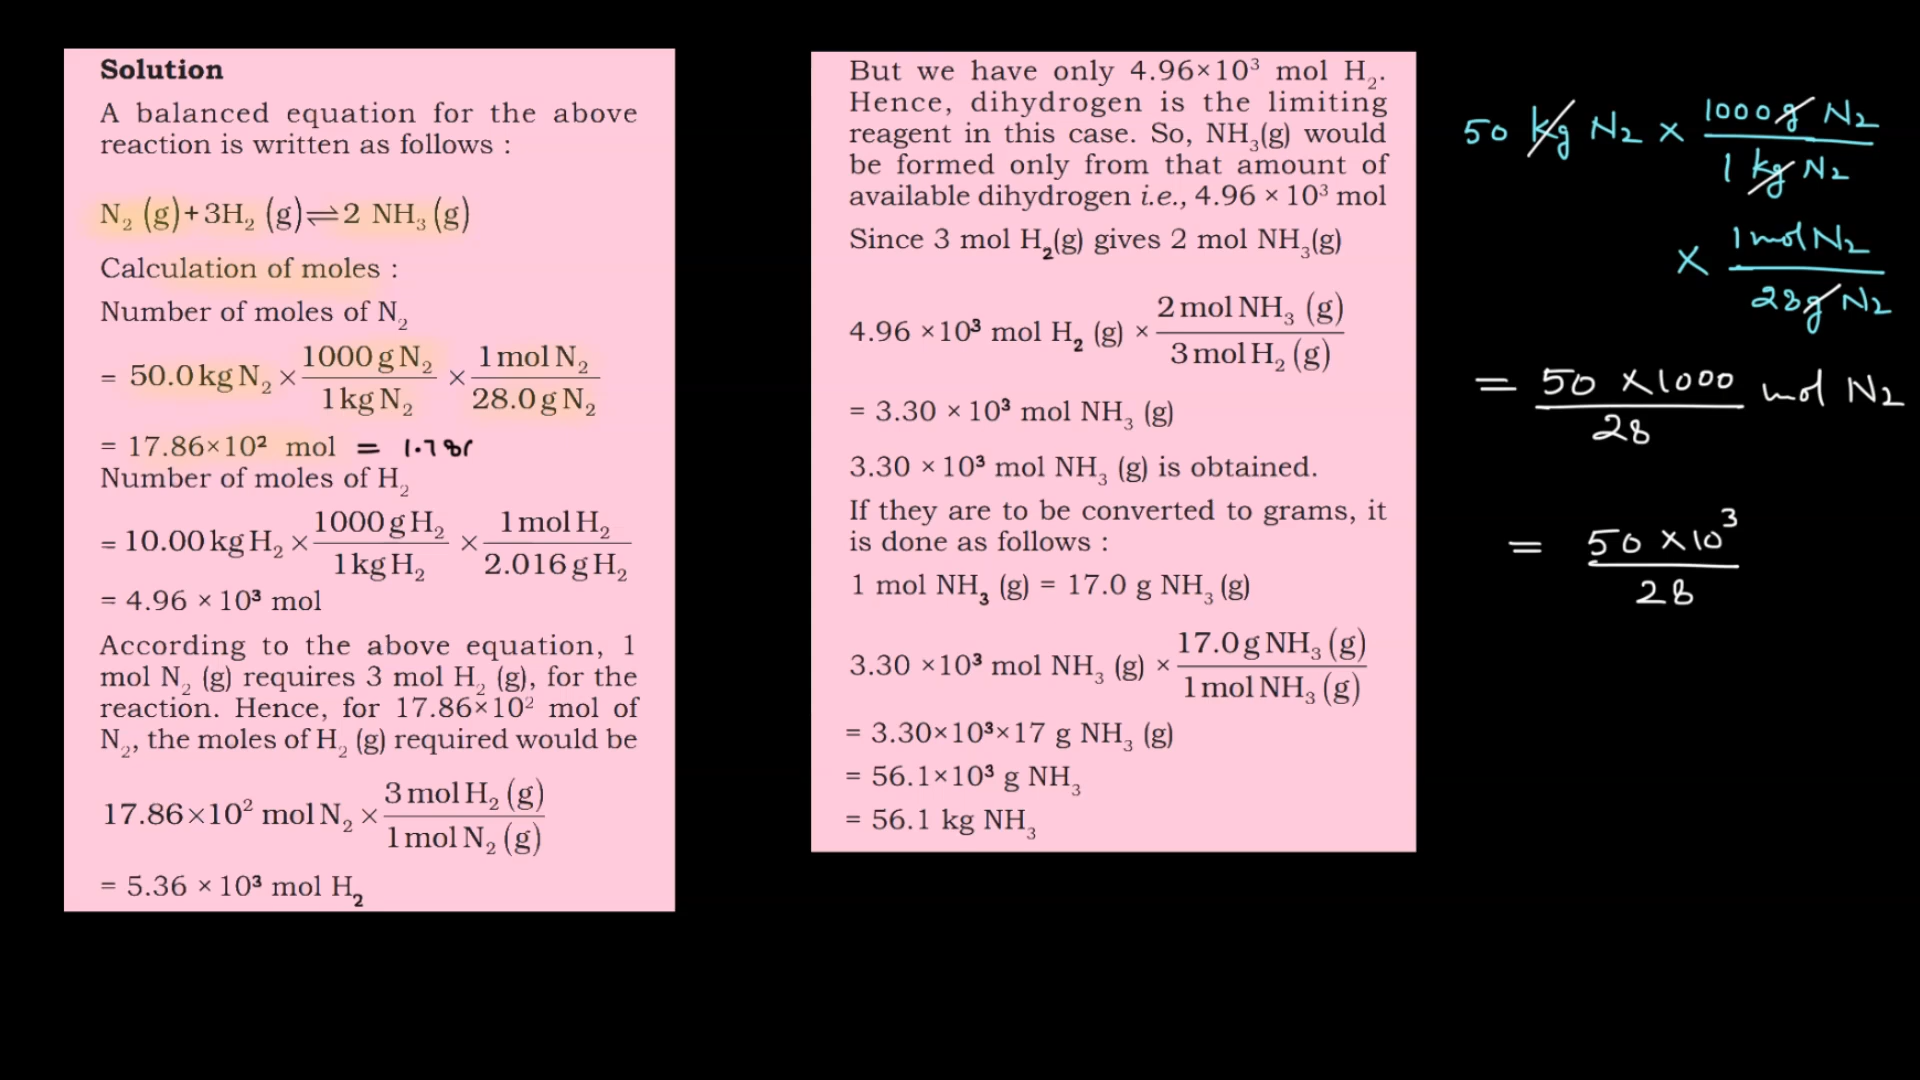 Solution
A balanced equation for the above
reaction is written as follows :
N₂ (g)+3H₂ (g)⇌2 NH₃ (g)
Calculation of moles :
Number of moles of N₂
= 50.0 kg N₂ × 1000 g N₂ / 1 kg N₂ × 1 mol N₂ / 28.0 g N₂
= 17.86×10² mol = 1.786
Number of moles of H₂
= 10.00 kg H₂ × 1000 g H₂ / 1 kg H₂ × 1 mol H₂ / 2.016 g H₂
= 4.96 × 10³ mol
According to the above equation, 1
mol N₂ (g) requires 3 mol H₂ (g), for the
reaction. Hence, for 17.86×10² mol of
N₂, the moles of H₂ (g) required would be
17.86×10² mol N₂ × 3 mol H₂ (g) / 1 mol N₂ (g)
= 5.36 × 10³ mol H₂
But we have only 4.96×10³ mol H₂.
Hence, dihydrogen is the limiting
reagent in this case. So, NH₃(g) would
be formed only from that amount of
available dihydrogen i.e., 4.96 × 10³ mol
Since 3 mol H₂(g) gives 2 mol NH₃(g)
4.96 ×10³ mol H₂ (g) × 2 mol NH₃ (g) / 3 mol H₂ (g)
= 3.30 × 10³ mol NH₃ (g)
3.30 × 10³ mol NH₃ (g) is obtained.
If they are to be converted to grams, it
is done as follows :
1 mol NH₃ (g) = 17.0 g NH₃ (g)
3.30 ×10³ mol NH₃ (g) × 17.0 g NH₃ (g) / 1 mol NH₃ (g)
= 3.30×10³×17 g NH₃ (g)
= 56.1×10³ g NH₃
= 56.1 kg NH₃
50 kg N₂ × 1000 g N₂ / 1 kg N₂
× 1 mol N₂ / 28 g N₂
= 50 × 1000 / 28 mol N₂
= 50 × 10³ / 28